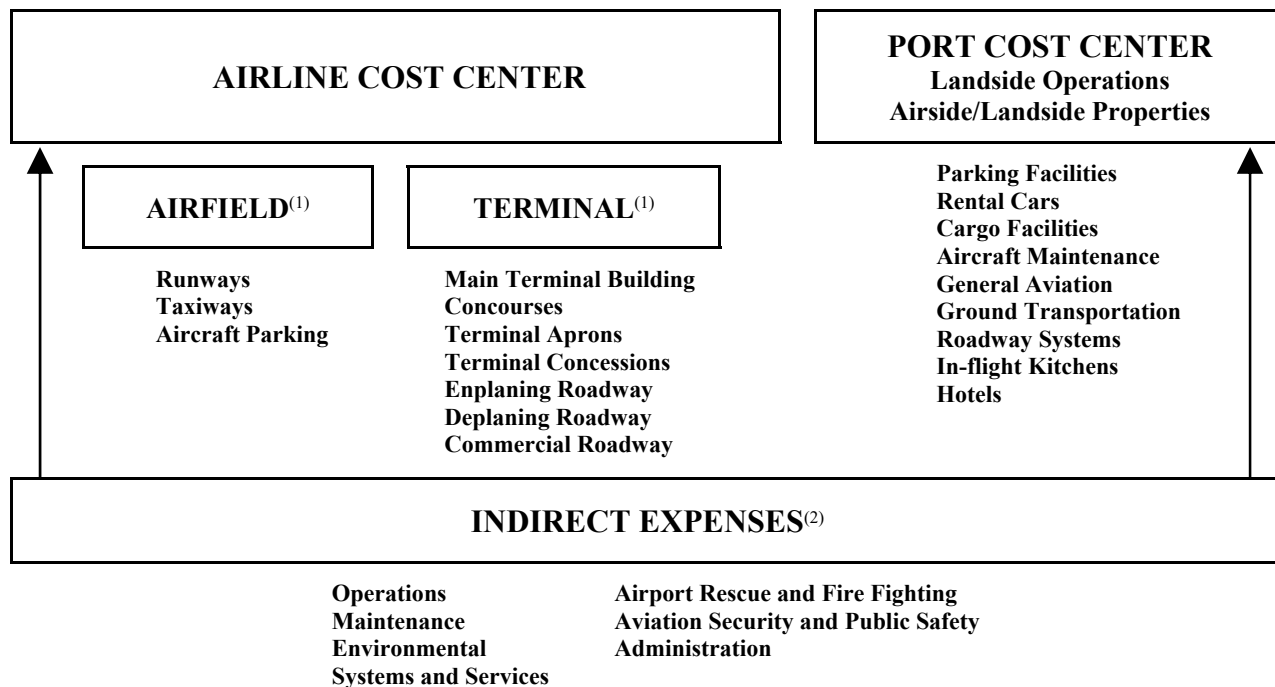 AIRLINE COST CENTER
PORT COST CENTER
Landside Operations
Airside/Landside Properties
AIRFIELD(1)
TERMINAL(1)
Runways
Taxiways
Aircraft Parking
Main Terminal Building
Concourses
Terminal Aprons
Terminal Concessions
Enplaning Roadway
Deplaning Roadway
Commercial Roadway
Parking Facilities
Rental Cars
Cargo Facilities
Aircraft Maintenance
General Aviation
Ground Transportation
Roadway Systems
In-flight Kitchens
Hotels
INDIRECT EXPENSES(2)
Operations
Maintenance
Environmental
Systems and Services
Airport Rescue and Fire Fighting
Aviation Security and Public Safety
Administration